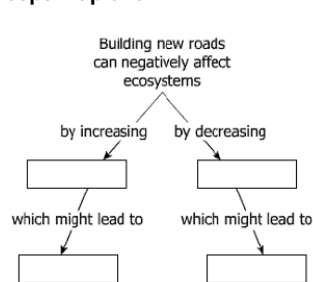 Building new roads
can negatively affect
ecosystems
by increasing by decreasing
which might lead to which might lead to